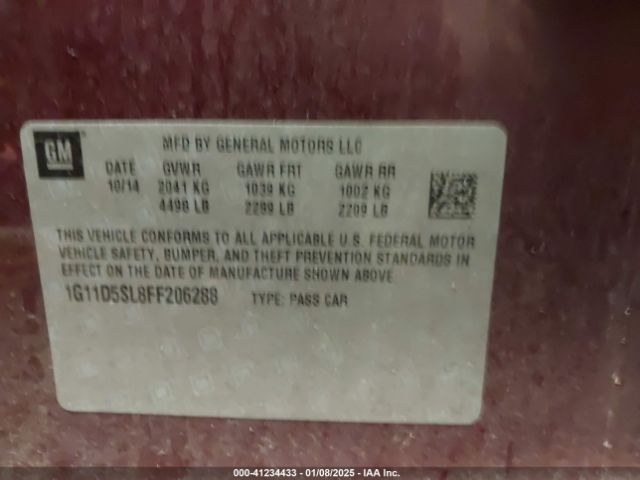 GM
MFD BY GENERAL MOTORS LLC
DATE GVWR GAWR FRT GAWR RR
10/14 2041 KG 1039 KG 1002 KG
4498 LB 2289 LB 2209 LB
THIS VEHICLE CONFORMS TO ALL APPLICABLE U.S. FEDERAL MOTOR
VEHICLE SAFETY, BUMPER, AND THEFT PREVENTION STANDARDS
IN EFFECT ON THE DATE OF MANUFACTURE SHOWN ABOVE.
1G11D5SL8FF206288 TYPE: PASS CAR
000-41234433 - 01/08/2025 - IAA Inc.